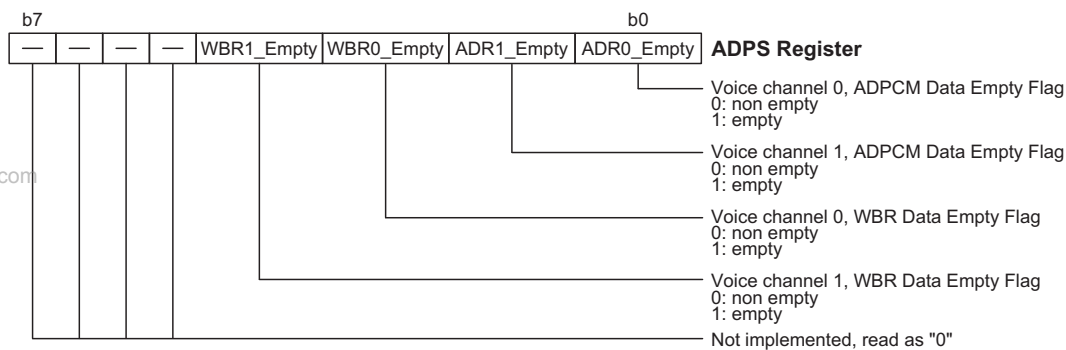 b7 b0
— — — — WBR1_Empty WBR0_Empty ADR1_Empty ADR0_Empty ADPS Register
Voice channel 0, ADPCM Data Empty Flag
0: non empty
1: empty
Voice channel 1, ADPCM Data Empty Flag
0: non empty
1: empty
com
Voice channel 0, WBR Data Empty Flag
0: non empty
1: empty
Voice channel 1, WBR Data Empty Flag
0: non empty
1: empty
Not implemented, read as "0"